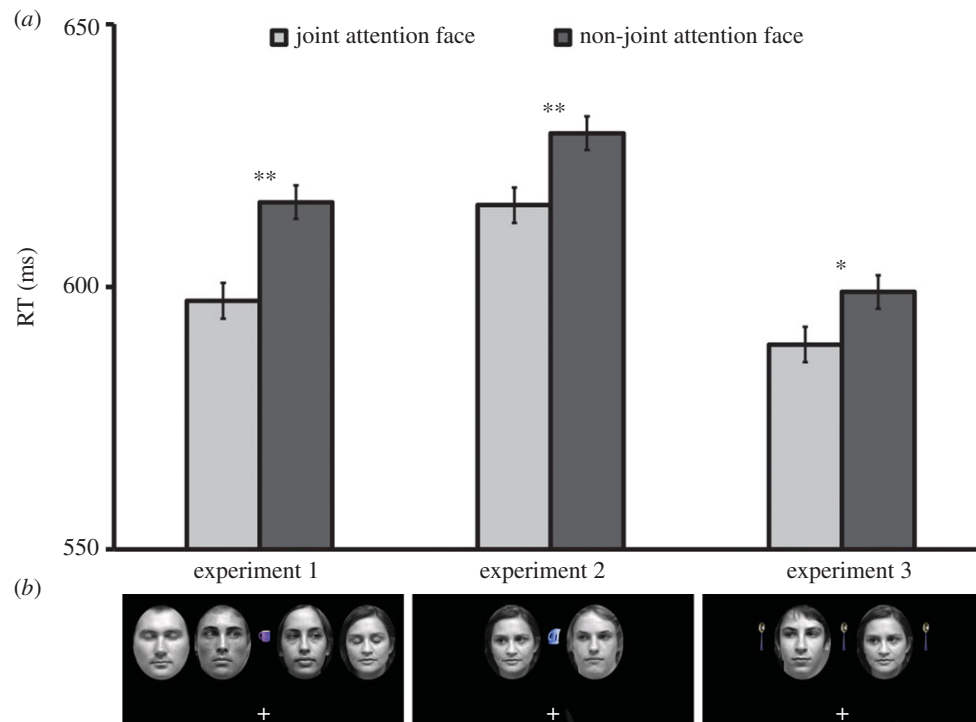 (a)
650
joint attention face
non-joint attention face
**
**
*
600
RT (ms)
550
experiment 1
experiment 2
experiment 3
(b)
+
+
+